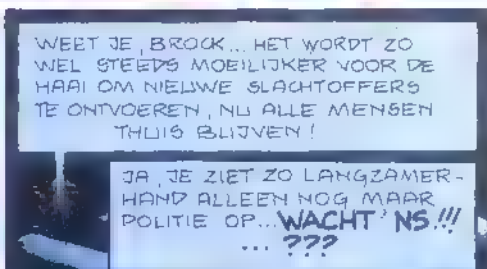 WEET JE, BROCK... HET WORDT ZO
WEL STEEDS MOEILIJKER VOOR DE
HAAI OM NIEUWE SLACHTOFFERS
TE ONTVOEREN, NU ALLE MENSEN
THUIS BLIJVEN!
JA, JE ZIET ZO LANGZAMER-
HAND ALLEEN NOG MAAR
POLITIE OP... WACHT 'NS!!!
... ???